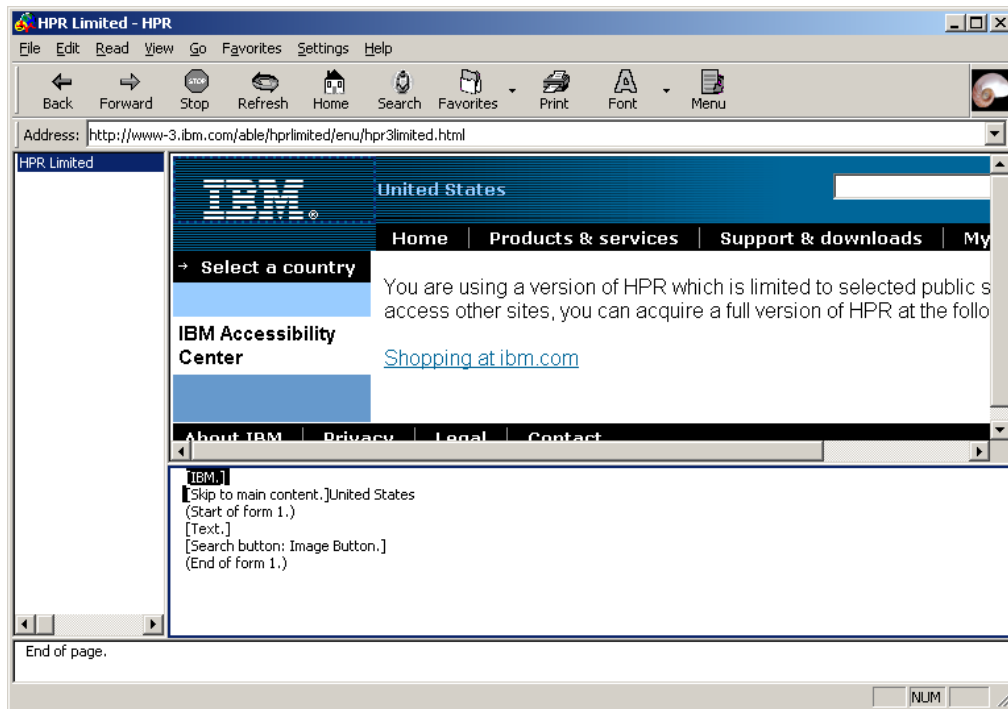 HPR Limited - HPR
File Edit Read View Go Favorites Settings Help
STOP
Back Forward Stop Refresh Home Search Favorites Print Font Menu
Address: http://www-3.ibm.com/able/hprlimited/enu/hpr3limited.html
HPR Limited
IBM®
United States
Home | Products & services | Support & downloads | My
→ Select a country
You are using a version of HPR which is limited to selected public s
access other sites, you can acquire a full version of HPR at the follo
IBM Accessibility
Center
Shopping at ibm.com
About IBM | Privacy | Legal | Contact
[IBM.]
[Skip to main content.]United States
(Start of form 1.)
[Text.]
[Search button: Image Button.]
(End of form 1.)
End of page.
NUM